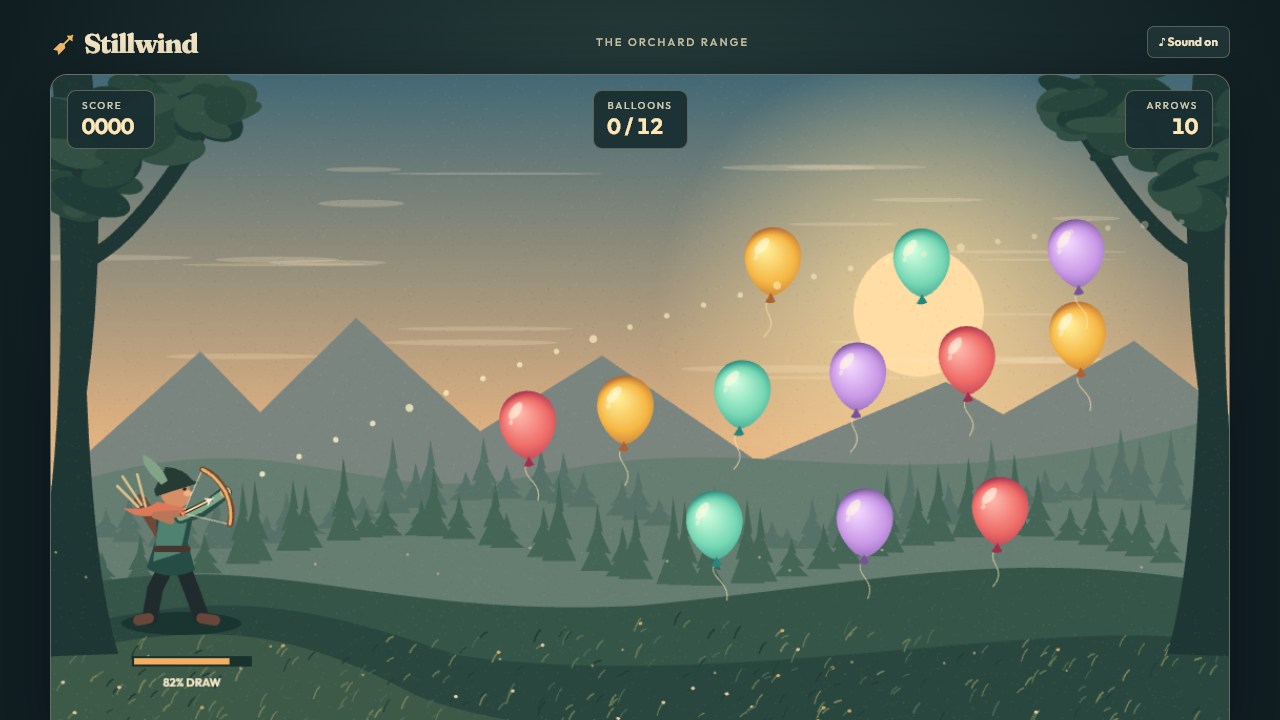 Stillwind
THE ORCHARD RANGE
♪ Sound on
SCORE
0000
BALLOONS
0 / 12
ARROWS
10
82% DRAW